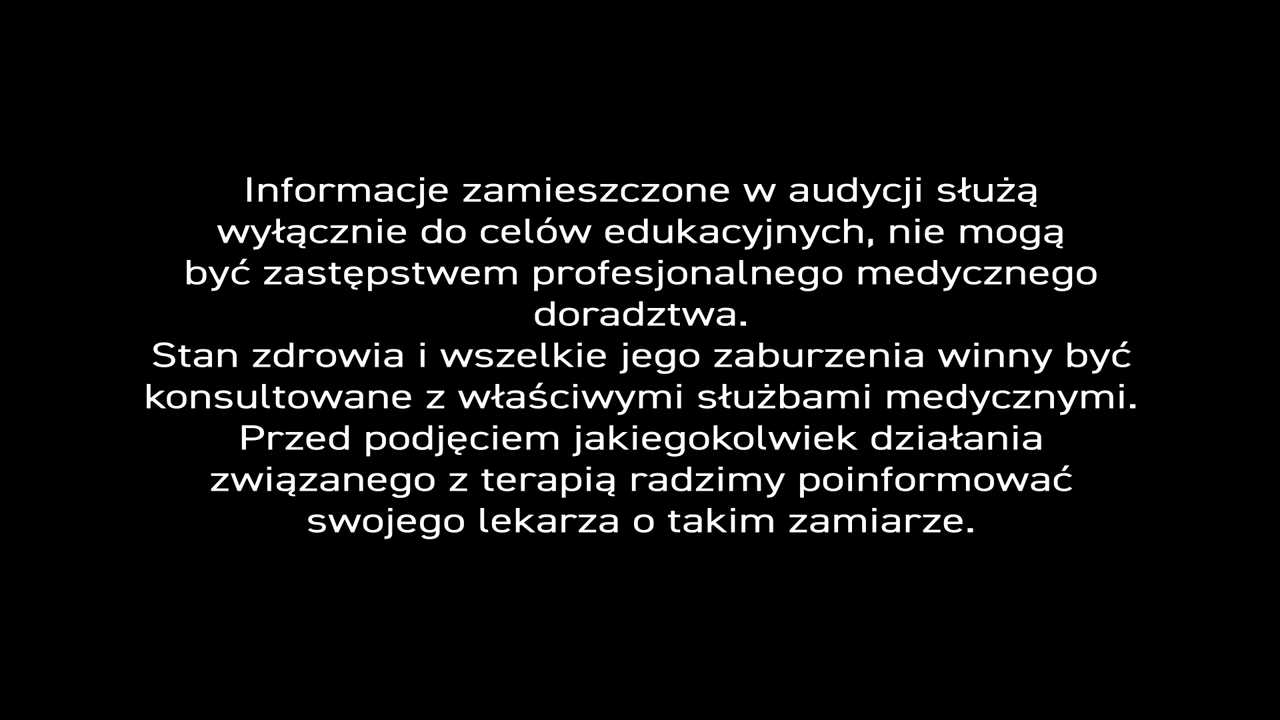 Informacje zamieszczone w audycji służą
wyłącznie do celów edukacyjnych, nie mogą
być zastępstwem profesjonalnego medycznego
doradztwa.
Stan zdrowia i wszelkie jego zaburzenia winny być
konsultowane z właściwymi służbami medycznymi.
Przed podjęciem jakiegokolwiek działania
związanego z terapią radzimy poinformować
swojego lekarza o takim zamiarze.